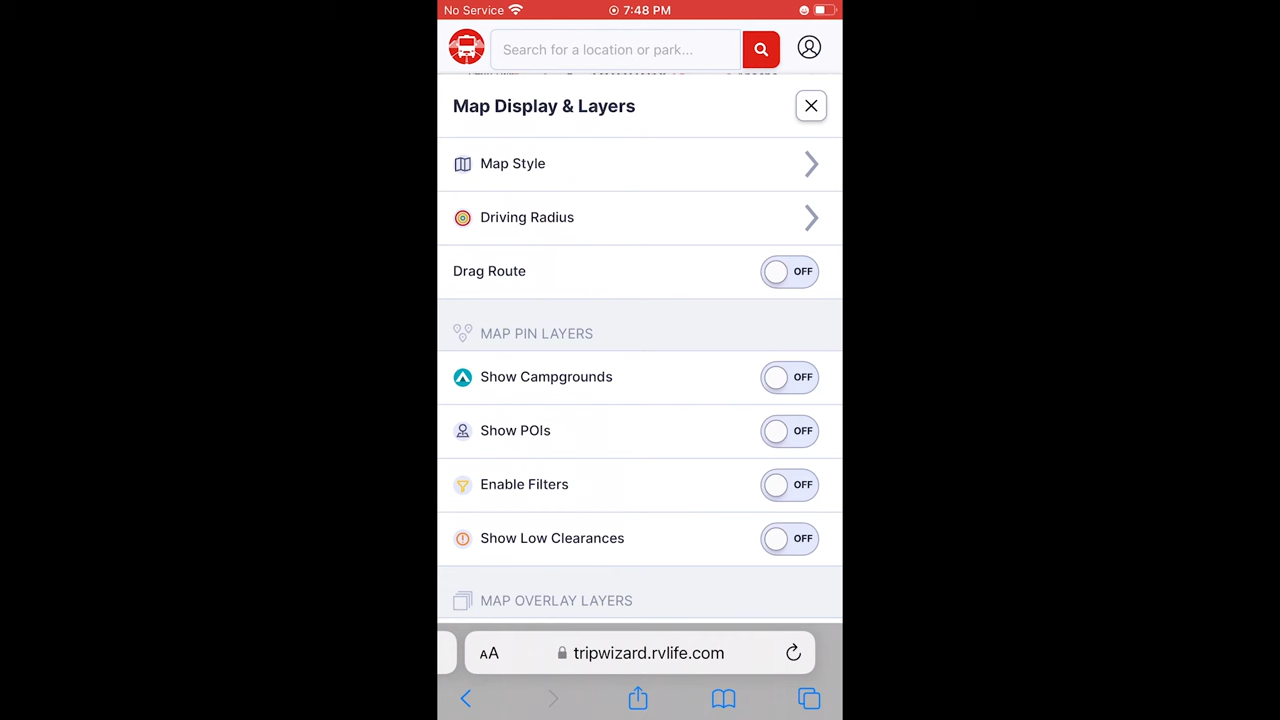 No Service 7:48 PM
Search for a location or park...
Map Display & Layers
Map Style
Driving Radius
Drag Route OFF
MAP PIN LAYERS
Show Campgrounds OFF
Show POIs OFF
Enable Filters OFF
Show Low Clearances OFF
MAP OVERLAY LAYERS
AA tripwizard.rvlife.com